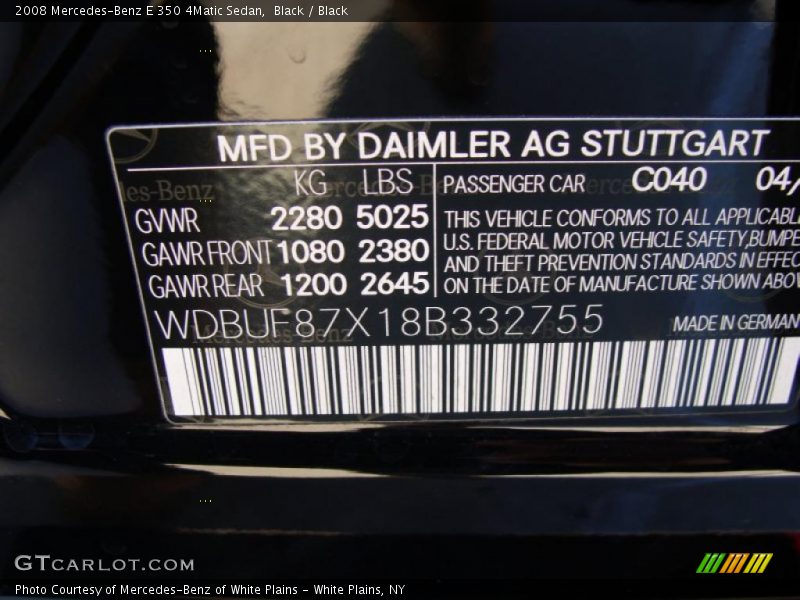 2008 Mercedes-Benz E 350 4Matic Sedan, Black / Black
MFD BY DAIMLER AG STUTTGART
KG LBS PASSENGER CAR C040 04/
GVWR 2280 5025 THIS VEHICLE CONFORMS TO ALL APPLICABL
GAWR FRONT 1080 2380 U.S. FEDERAL MOTOR VEHICLE SAFETY, BUMPE
GAWR REAR 1200 2645 AND THEFT PREVENTION STANDARDS IN EFFEC
ON THE DATE OF MANUFACTURE SHOWN ABOV
WDBUF87X18B332755 MADE IN GERMAN
GTCARLOT.COM
Photo Courtesy of Mercedes-Benz of White Plains - White Plains, NY